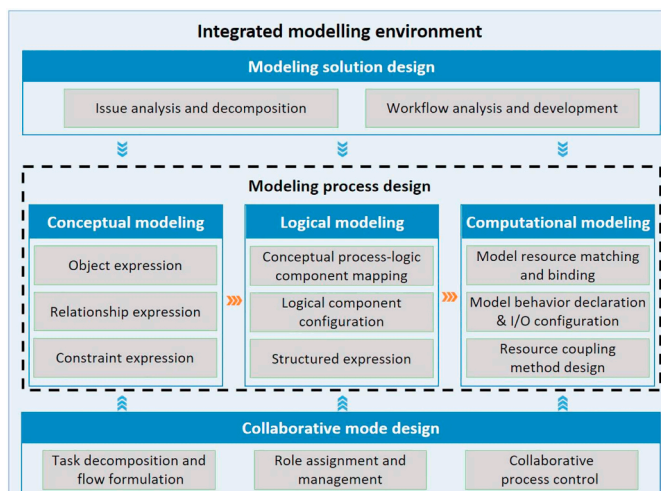 Integrated modelling environment
Modeling solution design
Issue analysis and decomposition
Workflow analysis and development
Modeling process design
Conceptual modeling
Object expression
Relationship expression
Constraint expression
Logical modeling
Conceptual process-logic
component mapping
Logical component
configuration
Structured expression
Computational modeling
Model resource matching
and binding
Model behavior declaration
& I/O configuration
Resource coupling
method design
Collaborative mode design
Task decomposition and
flow formulation
Role assignment and
management
Collaborative
process control